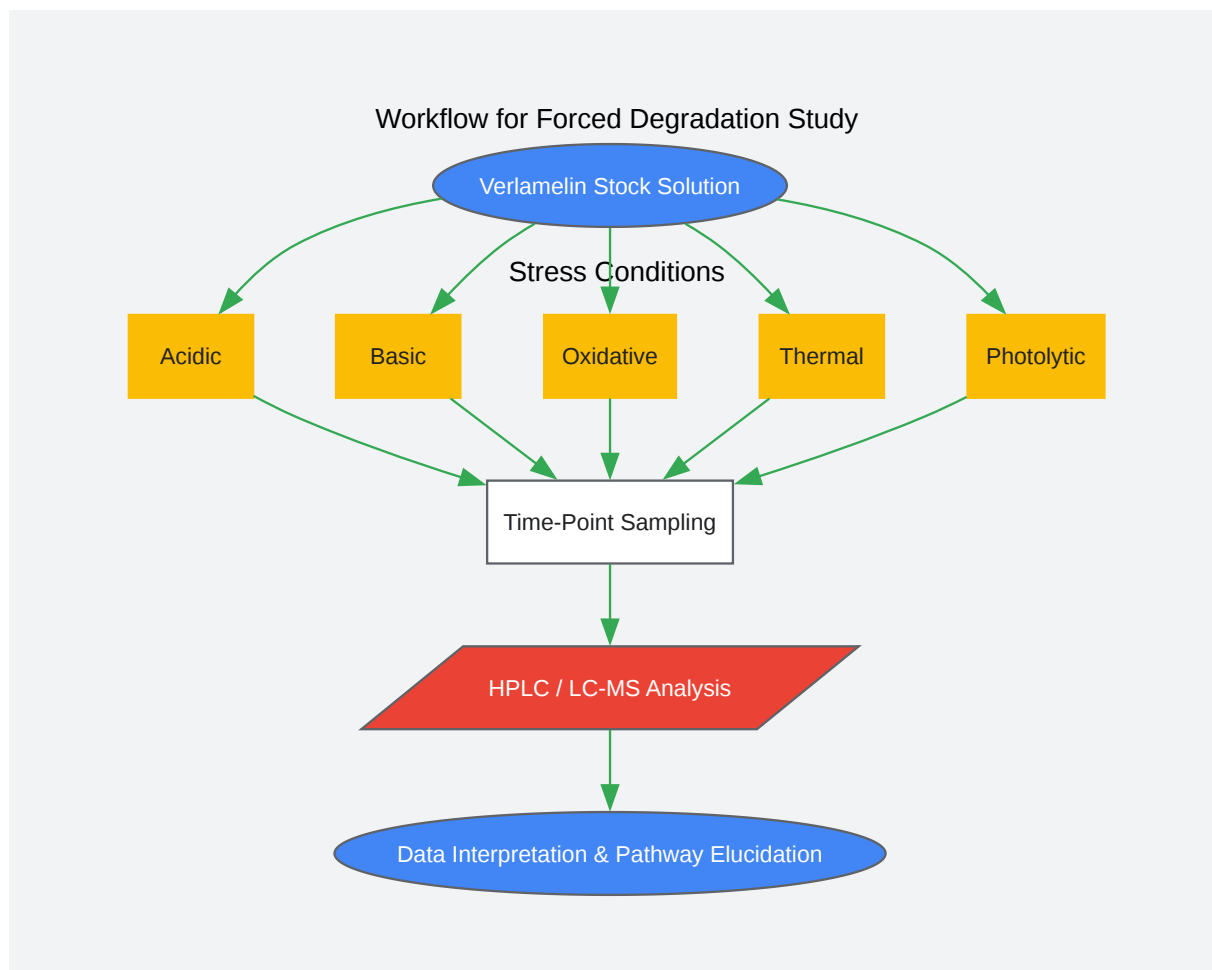 Workflow for Forced Degradation Study
Verlamelin Stock Solution
Stress Conditions
Acidic
Basic
Oxidative
Thermal
Photolytic
Time-Point Sampling
HPLC / LC-MS Analysis
Data Interpretation & Pathway Elucidation